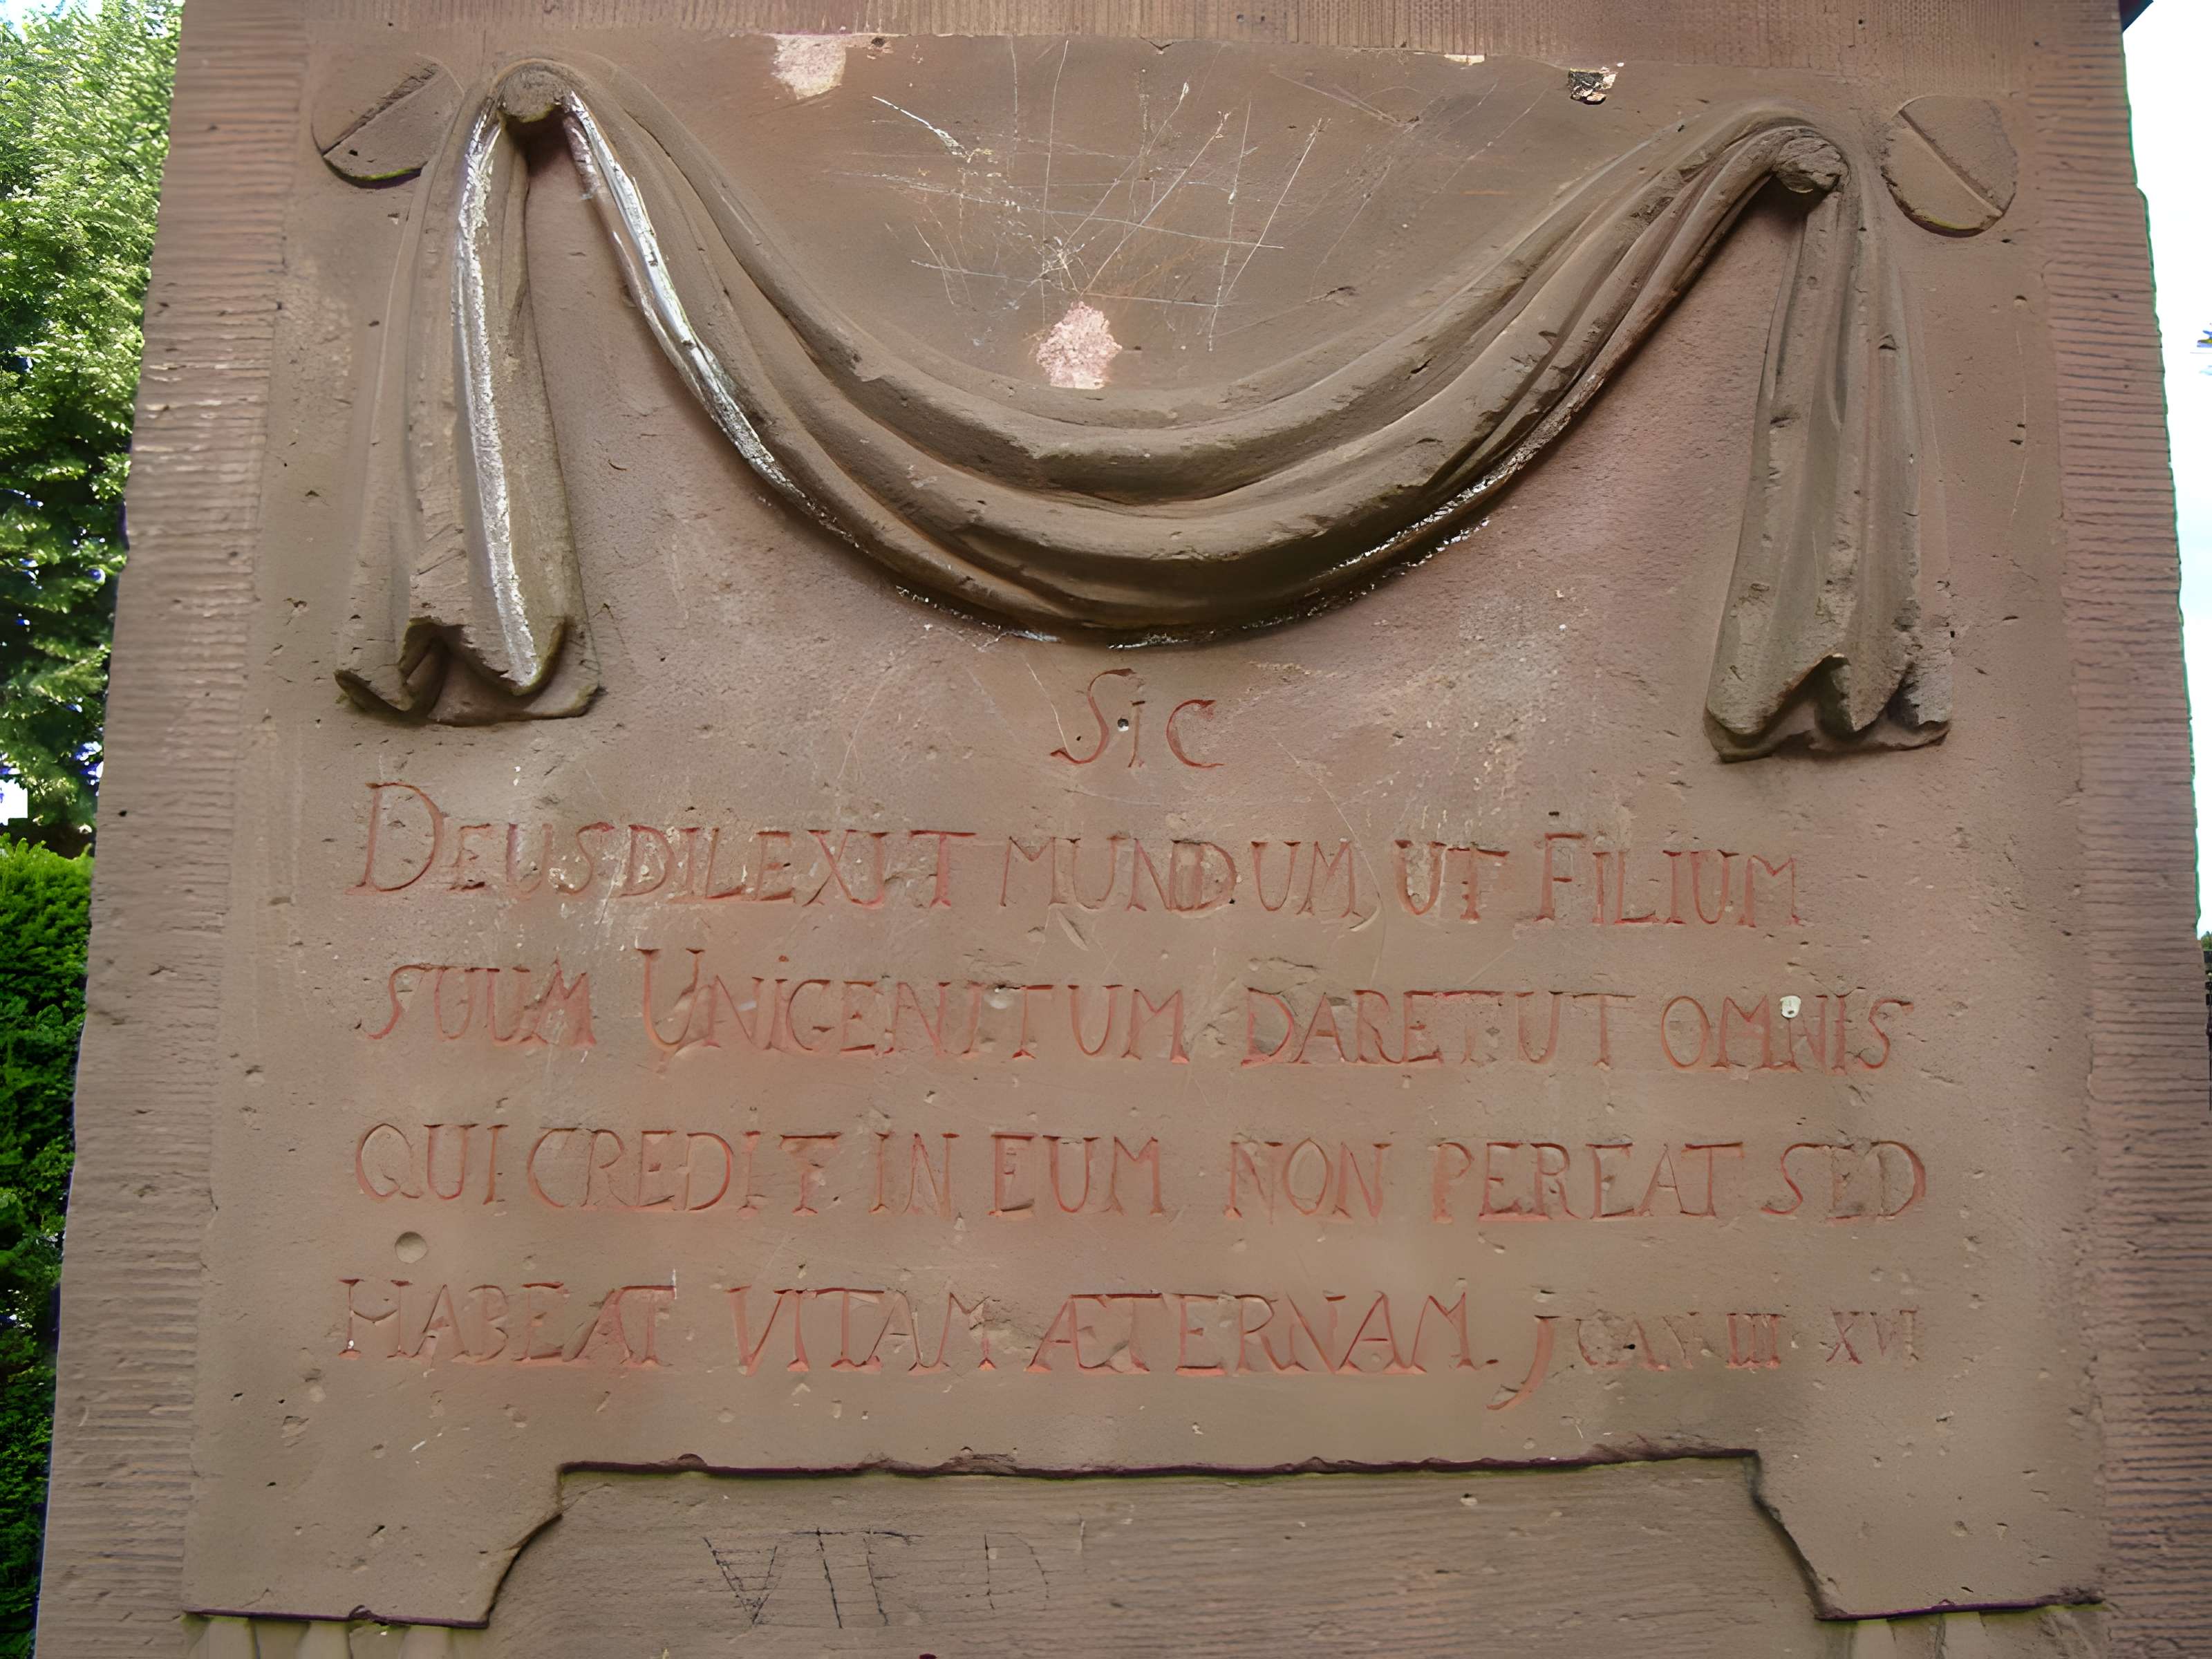 SiC
DEUS DILEXIT MUNDUM, UT FILIUM
SUUM UNIGENITUM DARET UT OMNIS
QUI CREDIT IN EUM NON PEREAT SED
HABEAT VITAM ÆTERNAM. JOAN. III XVI